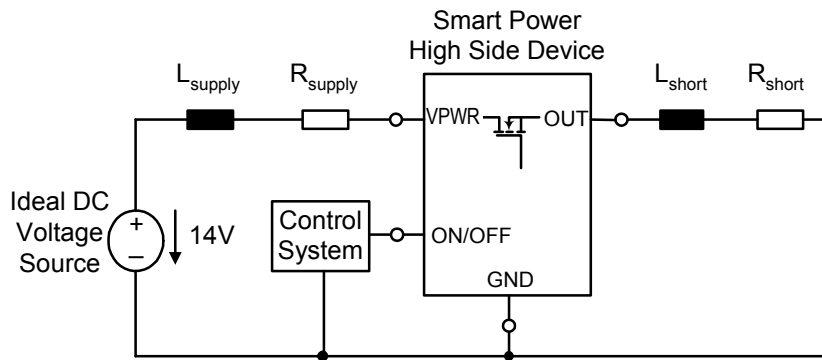 Smart Power
High Side Device
Lsupply
Rsupply
Lshort
Rshort
VPWR
OUT
Ideal DC
Voltage
Source
+
−
14V
Control
System
ON/OFF
GND